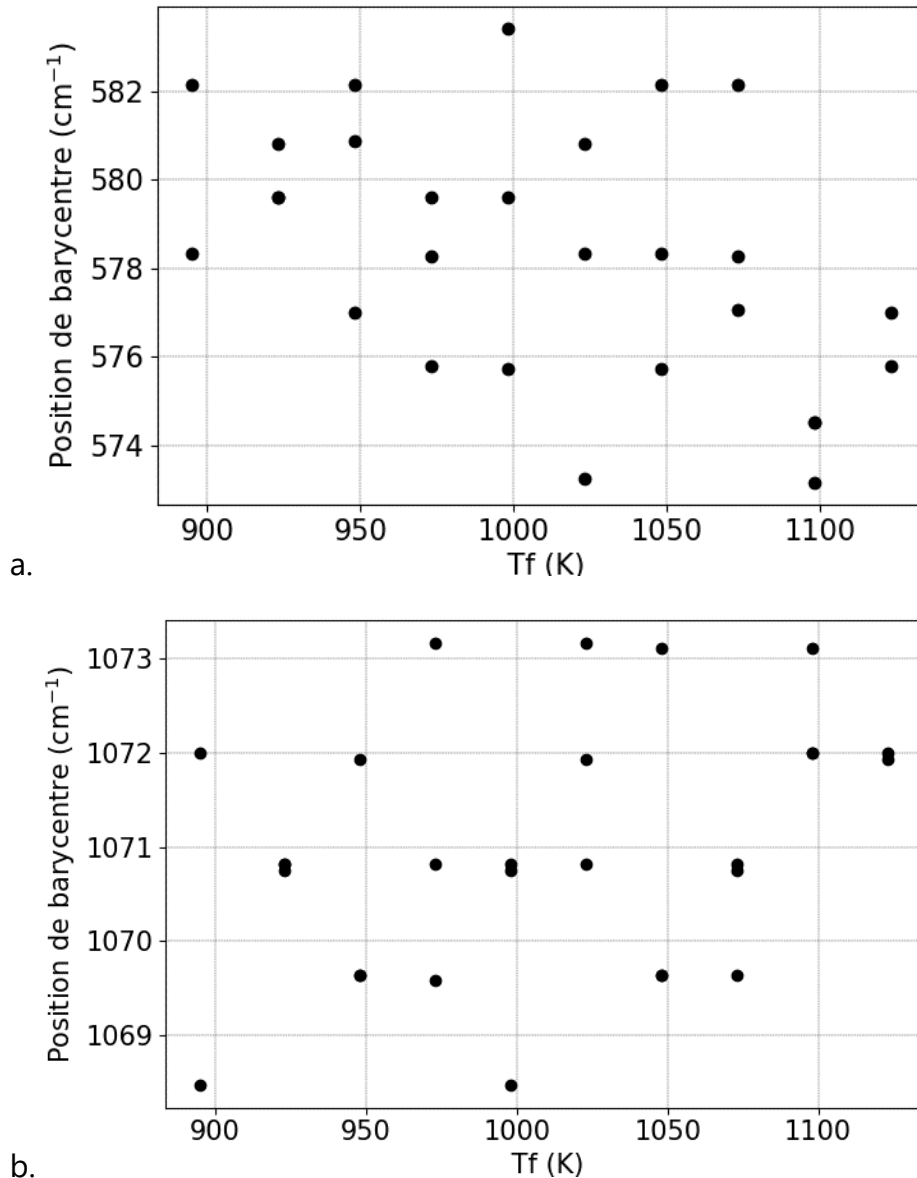 Position de barycentre (cm⁻¹)
582
580
578
576
574
900 950 1000 1050 1100
Tf (K)
a.
Position de barycentre (cm⁻¹)
1073
1072
1071
1070
1069
900 950 1000 1050 1100
Tf (K)
b.